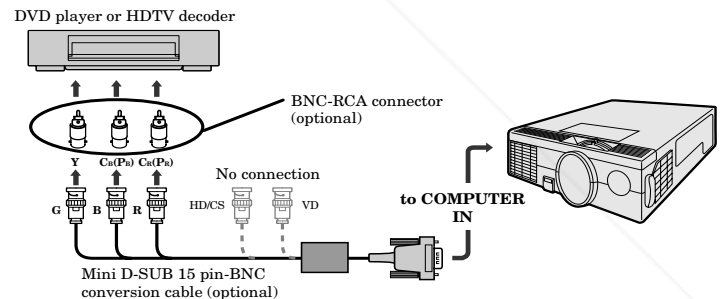 DVD player or HDTV decoder
BNC-RCA connector
(optional)
Y CB(PB) CR(PR)
No connection
G B R HD/CS VD
to COMPUTER
IN
Mini D-SUB 15 pin-BNC
conversion cable (optional)